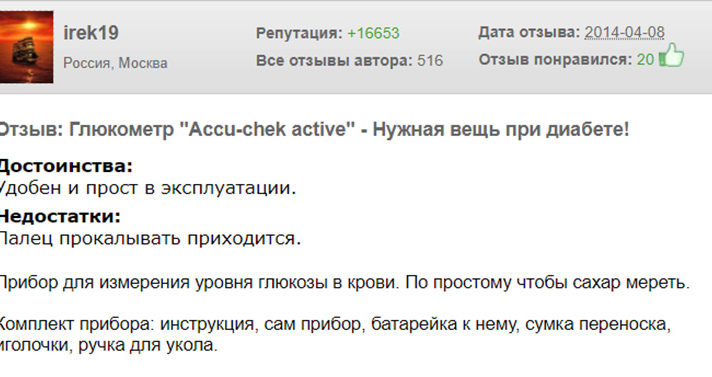 irek19
Россия, Москва
Репутация: +16653
Все отзывы автора: 516
Дата отзыва: 2014-04-08
Отзыв понравился: 20
Отзыв: Глюкометр "Accu-chek active" - Нужная вещь при диабете!
Достоинства:
Удобен и прост в эксплуатации.
Недостатки:
Палец прокалывать приходится.
Прибор для измерения уровня глюкозы в крови. По простому чтобы сахар мереть.
Комплект прибора: инструкция, сам прибор, батарейка к нему, сумка переноска,
иголочки, ручка для укола.